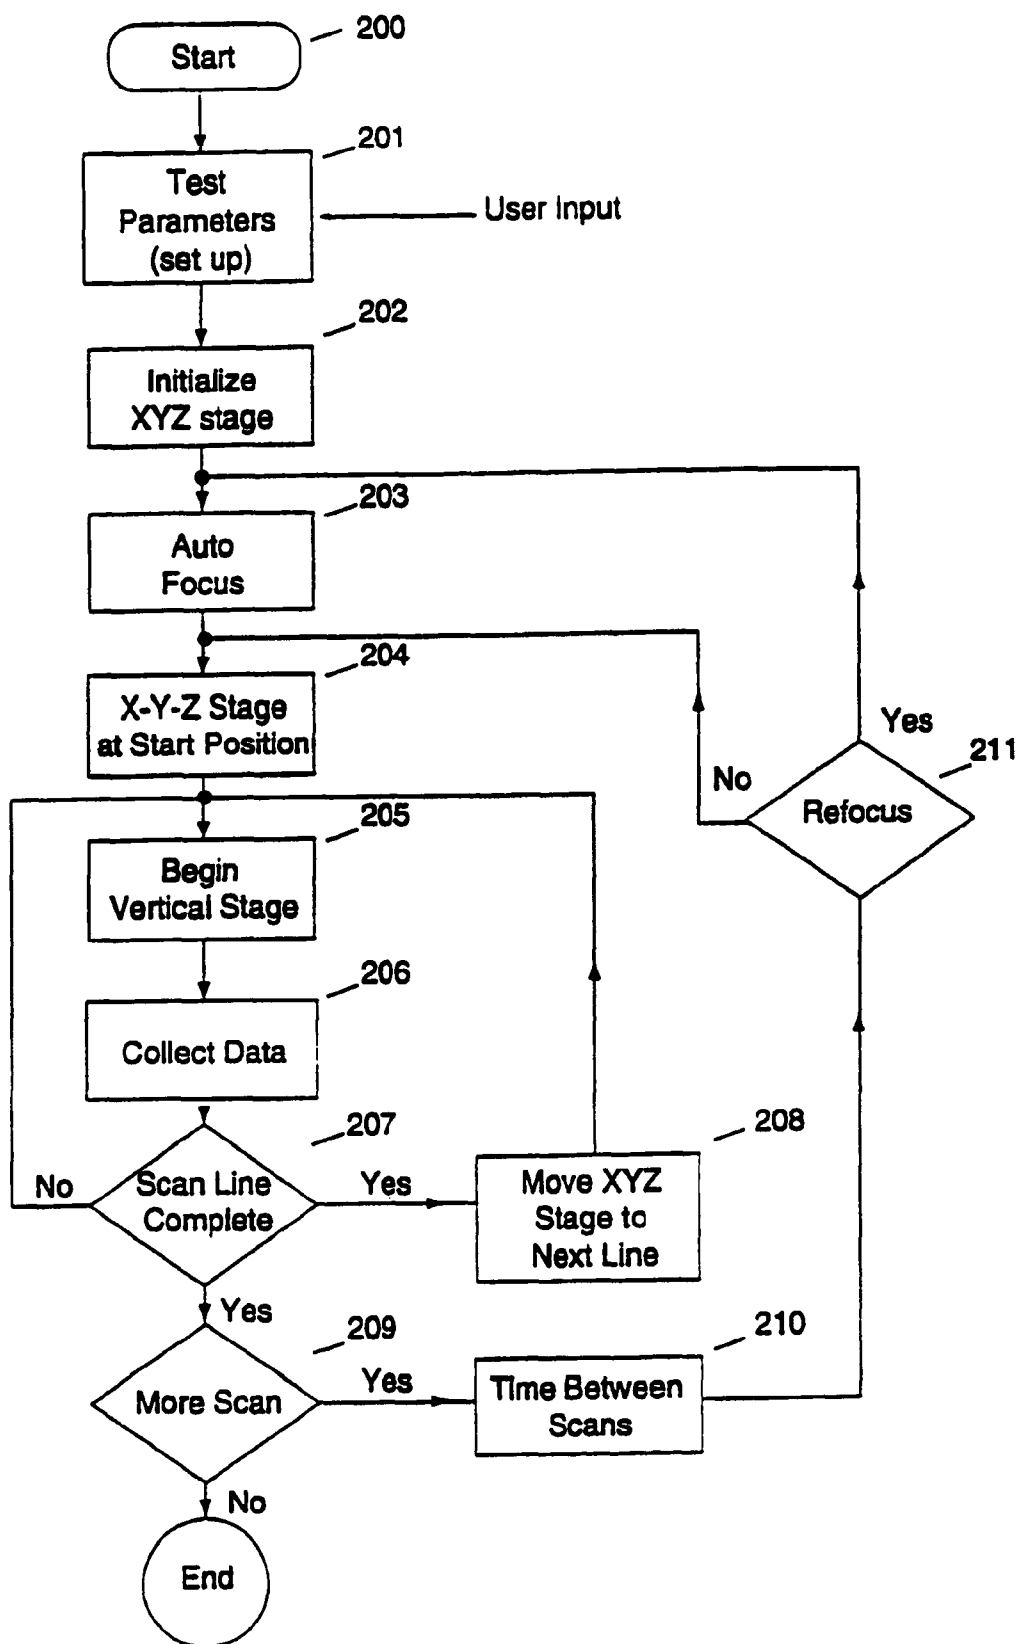 200
Start
201
Test
Parameters
(set up)
User Input
202
Initialize
XYZ stage
203
Auto
Focus
204
X-Y-Z Stage
at Start Position
Yes
211
No
Refocus
205
Begin
Vertical Stage
206
Collect Data
207
208
No
Scan Line
Complete
Yes
Move XYZ
Stage to
Next Line
Yes
209
210
More Scan
Yes
Time Between
Scans
No
End